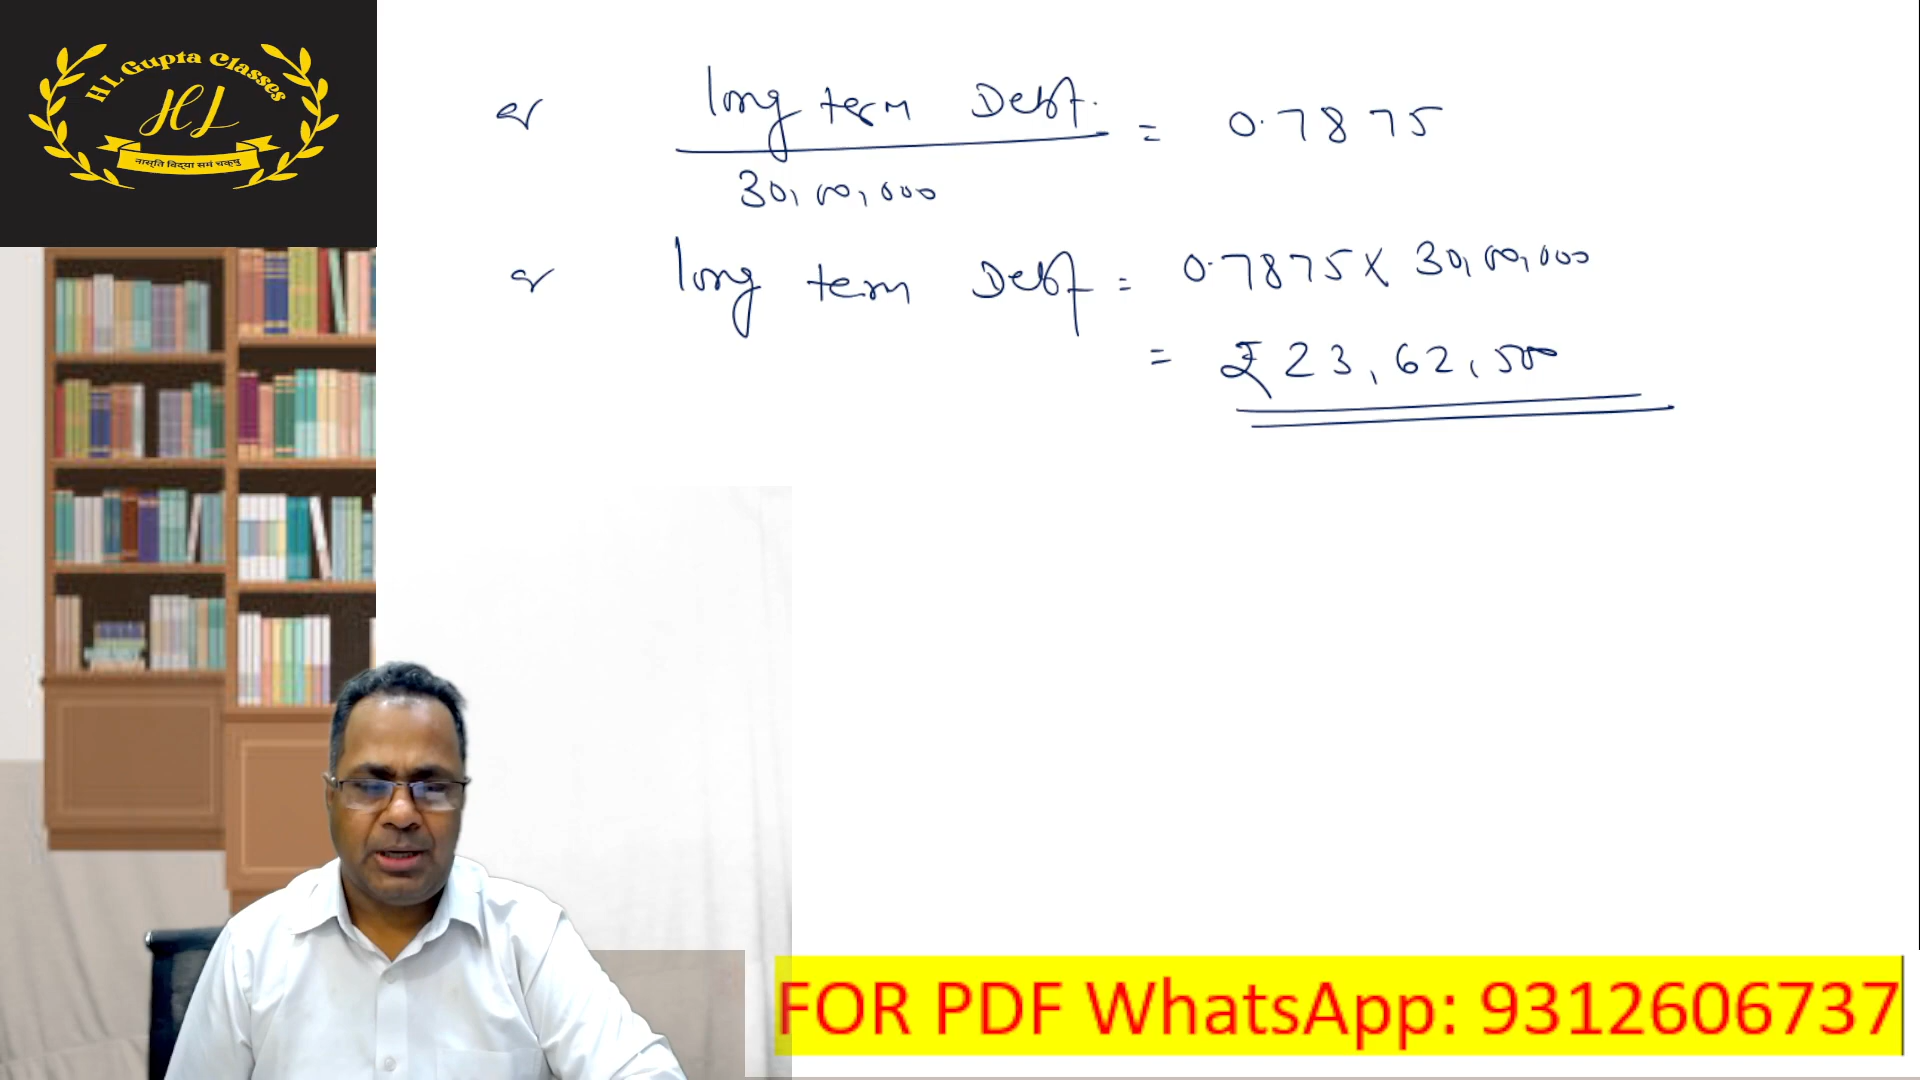 HL Gupta Classes
HL
नास्ति विद्या समं चक्षु
or long term Debt. / 30,00,000 = 0.7875
or long term Debt = 0.7875 X 30,00,000
= ₹ 23,62,500
FOR PDF WhatsApp: 9312606737